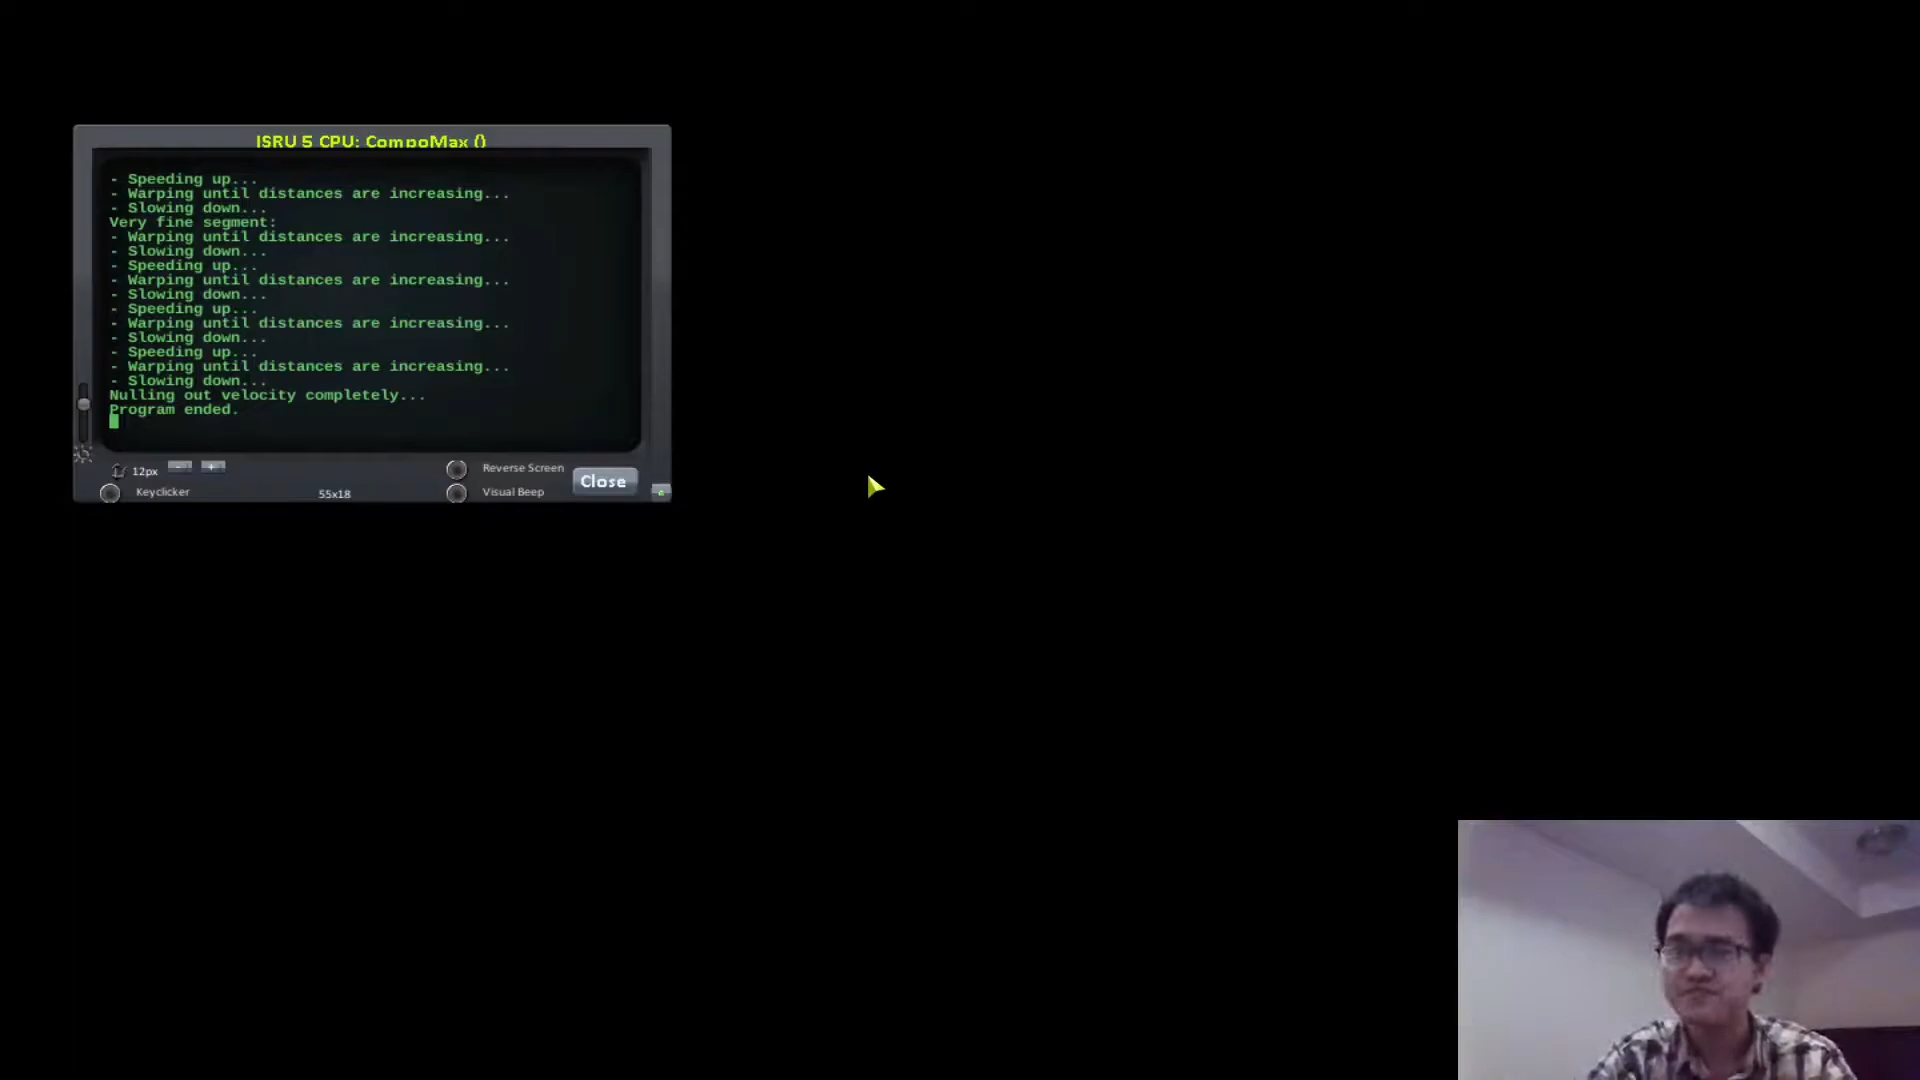 ISRU 5 CPU: CompoMax ()
- Speeding up...
- Warping until distances are increasing...
- Slowing down...
Very fine segment:
- Warping until distances are increasing...
- Slowing down...
- Speeding up...
- Warping until distances are increasing...
- Slowing down...
- Speeding up...
- Warping until distances are increasing...
- Slowing down...
- Speeding up...
- Warping until distances are increasing...
- Slowing down...
Nulling out velocity completely...
Program ended.
12px - + Reverse Screen
Close
Keyclicker 55x18 Visual Beep